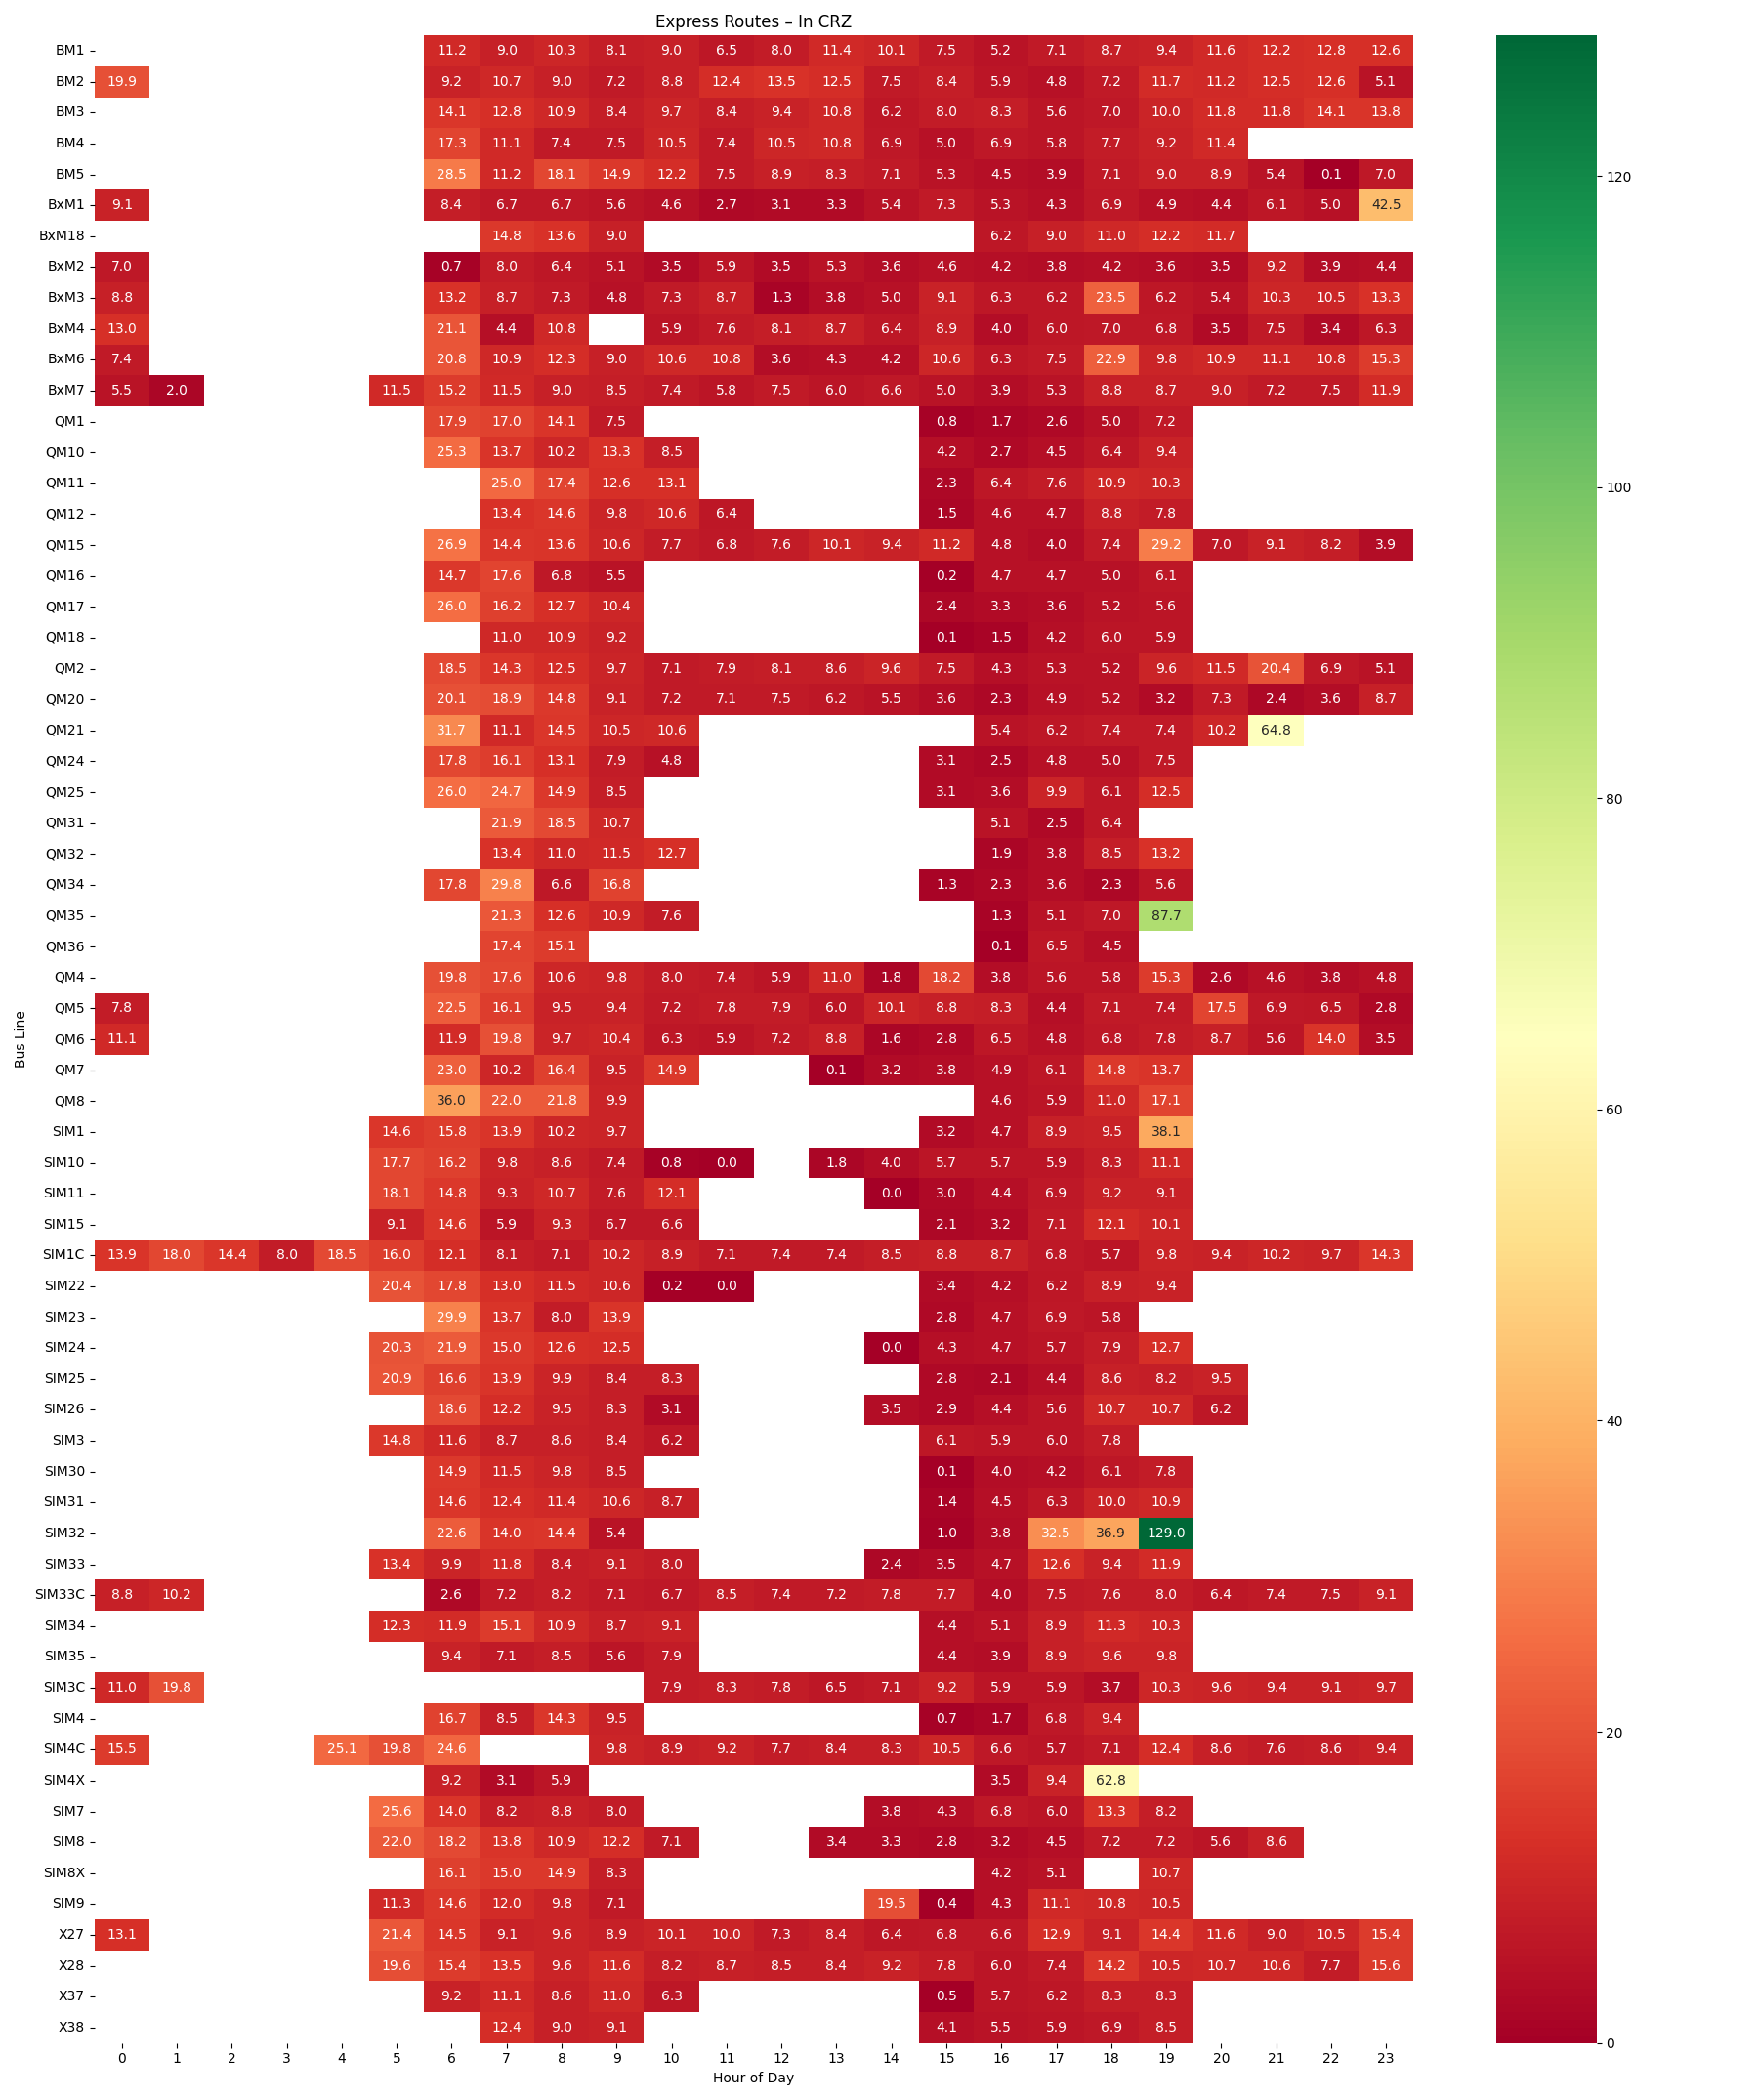 Express Routes – In CRZ
BM1 11.2 9.0 10.3 8.1 9.0 6.5 8.0 11.4 10.1 7.5 5.2 7.1 8.7 9.4 11.6 12.2 12.8 12.6
BM2 19.9 9.2 10.7 9.0 7.2 8.8 12.4 13.5 12.5 7.5 8.4 5.9 4.8 7.2 11.7 11.2 12.5 12.6 5.1
120
BM3 14.1 12.8 10.9 8.4 9.7 8.4 9.4 10.8 6.2 8.0 8.3 5.6 7.0 10.0 11.8 11.8 14.1 13.8
BM4 17.3 11.1 7.4 7.5 10.5 7.4 10.5 10.8 6.9 5.0 6.9 5.8 7.7 9.2 11.4
BM5 28.5 11.2 18.1 14.9 12.2 7.5 8.9 8.3 7.1 5.3 4.5 3.9 7.1 9.0 8.9 5.4 0.1 7.0
BxM1 9.1 8.4 6.7 6.7 5.6 4.6 2.7 3.1 3.3 5.4 7.3 5.3 4.3 6.9 4.9 4.4 6.1 5.0 42.5
BxM18 14.8 13.6 9.0 6.2 9.0 11.0 12.2 11.7
BxM2 7.0 0.7 8.0 6.4 5.1 3.5 5.9 3.5 5.3 3.6 4.6 4.2 3.8 4.2 3.6 3.5 9.2 3.9 4.4
BxM3 8.8 13.2 8.7 7.3 4.8 7.3 8.7 1.3 3.8 5.0 9.1 6.3 6.2 23.5 6.2 5.4 10.3 10.5 13.3
BxM4 13.0 21.1 4.4 10.8 5.9 7.6 8.1 8.7 6.4 8.9 4.0 6.0 7.0 6.8 3.5 7.5 3.4 6.3
BxM6 7.4 20.8 10.9 12.3 9.0 10.6 10.8 3.6 4.3 4.2 10.6 6.3 7.5 22.9 9.8 10.9 11.1 10.8 15.3
BxM7 5.5 2.0 11.5 15.2 11.5 9.0 8.5 7.4 5.8 7.5 6.0 6.6 5.0 3.9 5.3 8.8 8.7 9.0 7.2 7.5 11.9
QM1 17.9 17.0 14.1 7.5 0.8 1.7 2.6 5.0 7.2
QM10 25.3 13.7 10.2 13.3 8.5 4.2 2.7 4.5 6.4 9.4
QM11 25.0 17.4 12.6 13.1 2.3 6.4 7.6 10.9 10.3
100
QM12 13.4 14.6 9.8 10.6 6.4 1.5 4.6 4.7 8.8 7.8
QM15 26.9 14.4 13.6 10.6 7.7 6.8 7.6 10.1 9.4 11.2 4.8 4.0 7.4 29.2 7.0 9.1 8.2 3.9
QM16 14.7 17.6 6.8 5.5 0.2 4.7 4.7 5.0 6.1
QM17 26.0 16.2 12.7 10.4 2.4 3.3 3.6 5.2 5.6
QM18 11.0 10.9 9.2 0.1 1.5 4.2 6.0 5.9
QM2 18.5 14.3 12.5 9.7 7.1 7.9 8.1 8.6 9.6 7.5 4.3 5.3 5.2 9.6 11.5 20.4 6.9 5.1
QM20 20.1 18.9 14.8 9.1 7.2 7.1 7.5 6.2 5.5 3.6 2.3 4.9 5.2 3.2 7.3 2.4 3.6 8.7
QM21 31.7 11.1 14.5 10.5 10.6 5.4 6.2 7.4 7.4 10.2 64.8
QM24 17.8 16.1 13.1 7.9 4.8 3.1 2.5 4.8 5.0 7.5
QM25 26.0 24.7 14.9 8.5 3.1 3.6 9.9 6.1 12.5
80
QM31 21.9 18.5 10.7 5.1 2.5 6.4
QM32 13.4 11.0 11.5 12.7 1.9 3.8 8.5 13.2
QM34 17.8 29.8 6.6 16.8 1.3 2.3 3.6 2.3 5.6
QM35 21.3 12.6 10.9 7.6 1.3 5.1 7.0 87.7
QM36 17.4 15.1 0.1 6.5 4.5
QM4 19.8 17.6 10.6 9.8 8.0 7.4 5.9 11.0 1.8 18.2 3.8 5.6 5.8 15.3 2.6 4.6 3.8 4.8
QM5 7.8 22.5 16.1 9.5 9.4 7.2 7.8 7.9 6.0 10.1 8.8 8.3 4.4 7.1 7.4 17.5 6.9 6.5 2.8
QM6 11.1 11.9 19.8 9.7 10.4 6.3 5.9 7.2 8.8 1.6 2.8 6.5 4.8 6.8 7.8 8.7 5.6 14.0 3.5
Bus Line
QM7 23.0 10.2 16.4 9.5 14.9 0.1 3.2 3.8 4.9 6.1 14.8 13.7
QM8 36.0 22.0 21.8 9.9 4.6 5.9 11.0 17.1
60
SIM1 14.6 15.8 13.9 10.2 9.7 3.2 4.7 8.9 9.5 38.1
SIM10 17.7 16.2 9.8 8.6 7.4 0.8 0.0 1.8 4.0 5.7 5.7 5.9 8.3 11.1
SIM11 18.1 14.8 9.3 10.7 7.6 12.1 0.0 3.0 4.4 6.9 9.2 9.1
SIM15 9.1 14.6 5.9 9.3 6.7 6.6 2.1 3.2 7.1 12.1 10.1
SIM1C 13.9 18.0 14.4 8.0 18.5 16.0 12.1 8.1 7.1 10.2 8.9 7.1 7.4 7.4 8.5 8.8 8.7 6.8 5.7 9.8 9.4 10.2 9.7 14.3
SIM22 20.4 17.8 13.0 11.5 10.6 0.2 0.0 3.4 4.2 6.2 8.9 9.4
SIM23 29.9 13.7 8.0 13.9 2.8 4.7 6.9 5.8
SIM24 20.3 21.9 15.0 12.6 12.5 0.0 4.3 4.7 5.7 7.9 12.7
SIM25 20.9 16.6 13.9 9.9 8.4 8.3 2.8 2.1 4.4 8.6 8.2 9.5
SIM26 18.6 12.2 9.5 8.3 3.1 3.5 2.9 4.4 5.6 10.7 10.7 6.2
40
SIM3 14.8 11.6 8.7 8.6 8.4 6.2 6.1 5.9 6.0 7.8
SIM30 14.9 11.5 9.8 8.5 0.1 4.0 4.2 6.1 7.8
SIM31 14.6 12.4 11.4 10.6 8.7 1.4 4.5 6.3 10.0 10.9
SIM32 22.6 14.0 14.4 5.4 1.0 3.8 32.5 36.9 129.0
SIM33 13.4 9.9 11.8 8.4 9.1 8.0 2.4 3.5 4.7 12.6 9.4 11.9
SIM33C 8.8 10.2 2.6 7.2 8.2 7.1 6.7 8.5 7.4 7.2 7.8 7.7 4.0 7.5 7.6 8.0 6.4 7.4 7.5 9.1
SIM34 12.3 11.9 15.1 10.9 8.7 9.1 4.4 5.1 8.9 11.3 10.3
SIM35 9.4 7.1 8.5 5.6 7.9 4.4 3.9 8.9 9.6 9.8
SIM3C 11.0 19.8 7.9 8.3 7.8 6.5 7.1 9.2 5.9 5.9 3.7 10.3 9.6 9.4 9.1 9.7
SIM4 16.7 8.5 14.3 9.5 0.7 1.7 6.8 9.4
20
SIM4C 15.5 25.1 19.8 24.6 9.8 8.9 9.2 7.7 8.4 8.3 10.5 6.6 5.7 7.1 12.4 8.6 7.6 8.6 9.4
SIM4X 9.2 3.1 5.9 3.5 9.4 62.8
SIM7 25.6 14.0 8.2 8.8 8.0 3.8 4.3 6.8 6.0 13.3 8.2
SIM8 22.0 18.2 13.8 10.9 12.2 7.1 3.4 3.3 2.8 3.2 4.5 7.2 7.2 5.6 8.6
SIM8X 16.1 15.0 14.9 8.3 4.2 5.1 10.7
SIM9 11.3 14.6 12.0 9.8 7.1 19.5 0.4 4.3 11.1 10.8 10.5
X27 13.1 21.4 14.5 9.1 9.6 8.9 10.1 10.0 7.3 8.4 6.4 6.8 6.6 12.9 9.1 14.4 11.6 9.0 10.5 15.4
X28 19.6 15.4 13.5 9.6 11.6 8.2 8.7 8.5 8.4 9.2 7.8 6.0 7.4 14.2 10.5 10.7 10.6 7.7 15.6
X37 9.2 11.1 8.6 11.0 6.3 0.5 5.7 6.2 8.3 8.3
X38 12.4 9.0 9.1 4.1 5.5 5.9 6.9 8.5
0
0 1 2 3 4 5 6 7 8 9 10 11 12 13 14 15 16 17 18 19 20 21 22 23
Hour of Day